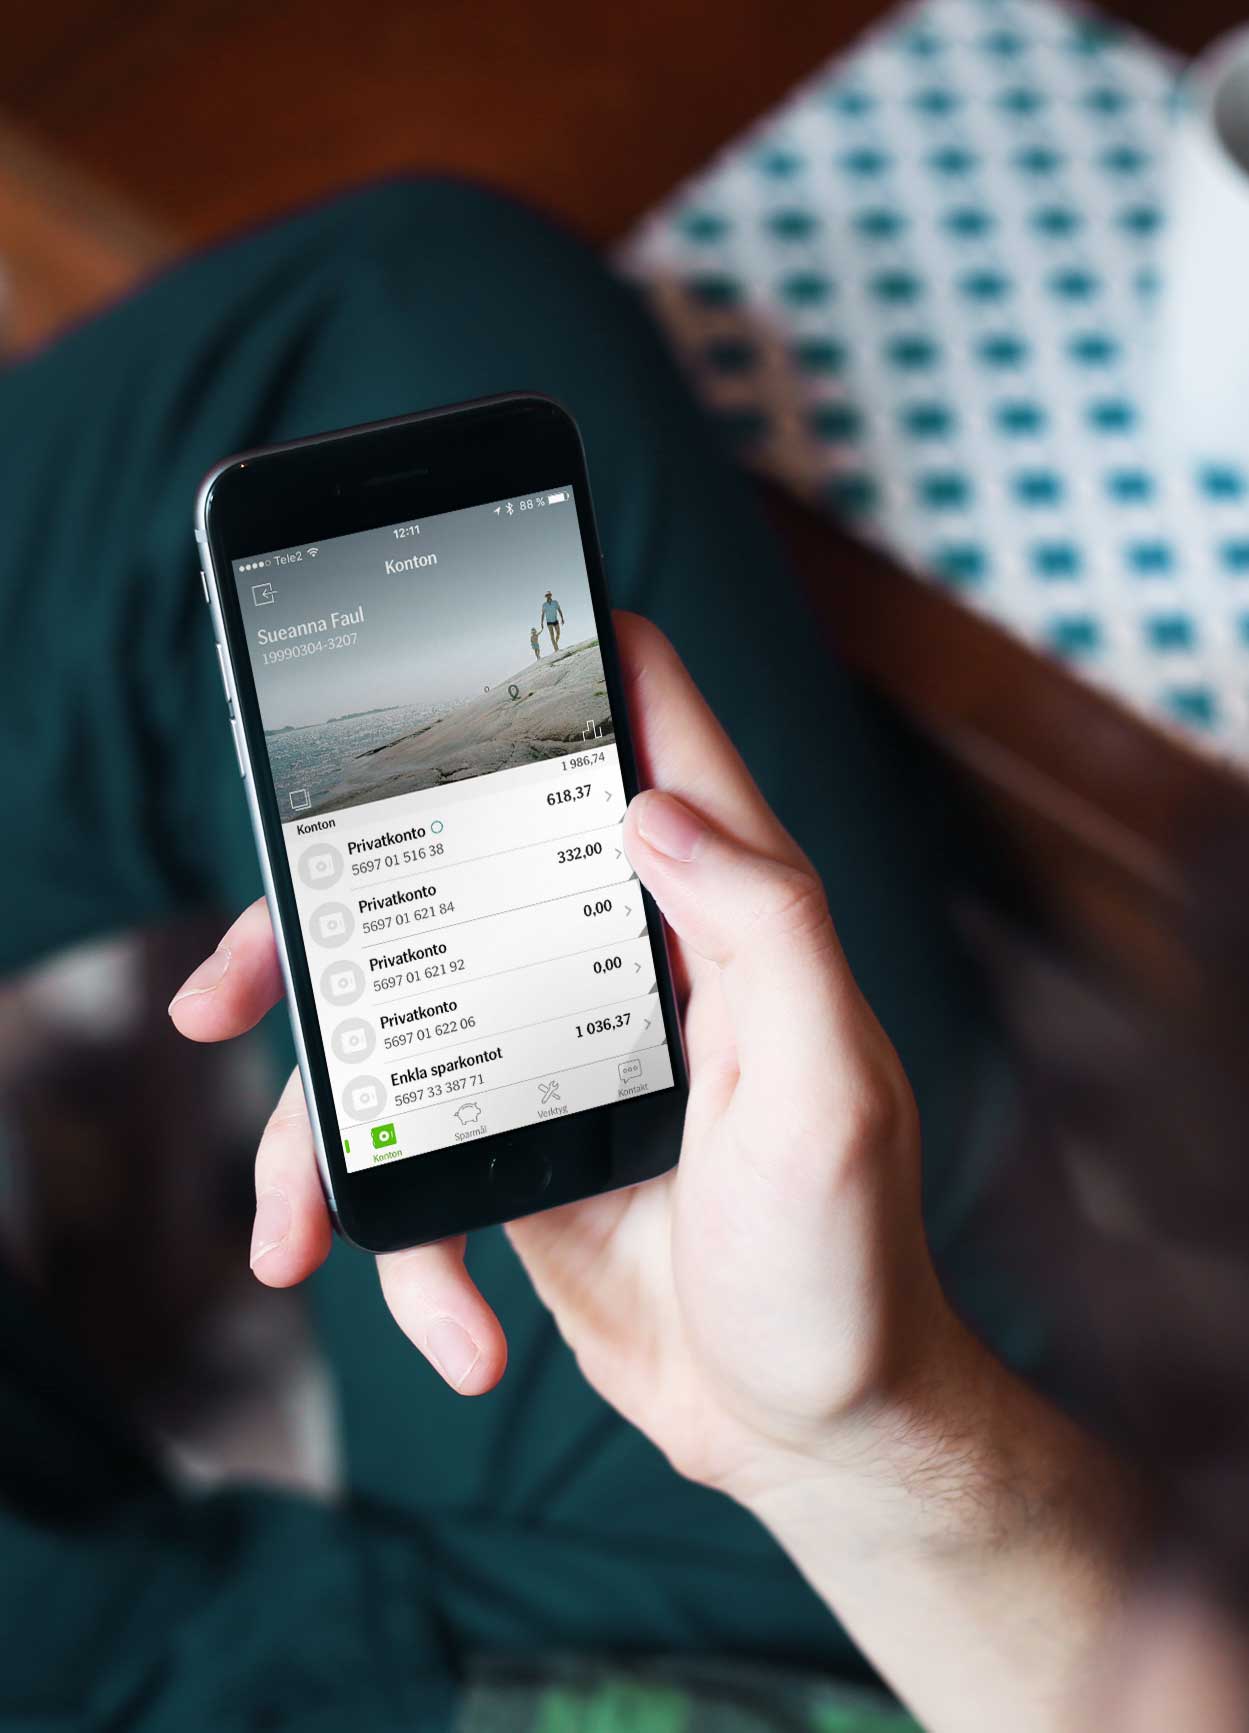 Tele2
12:11
88 %
Konton
Sueanna Faul
19990304-3207
Konton
1 986,74
Privatkonto
618,37
5697 01 516 38
Privatkonto
332,00
5697 01 621 84
Privatkonto
0,00
5697 01 621 92
Privatkonto
0,00
5697 01 622 06
Enkla sparkontot
1 036,37
5697 33 387 71
Konton
Sparmål
Verktyg
Kontakt